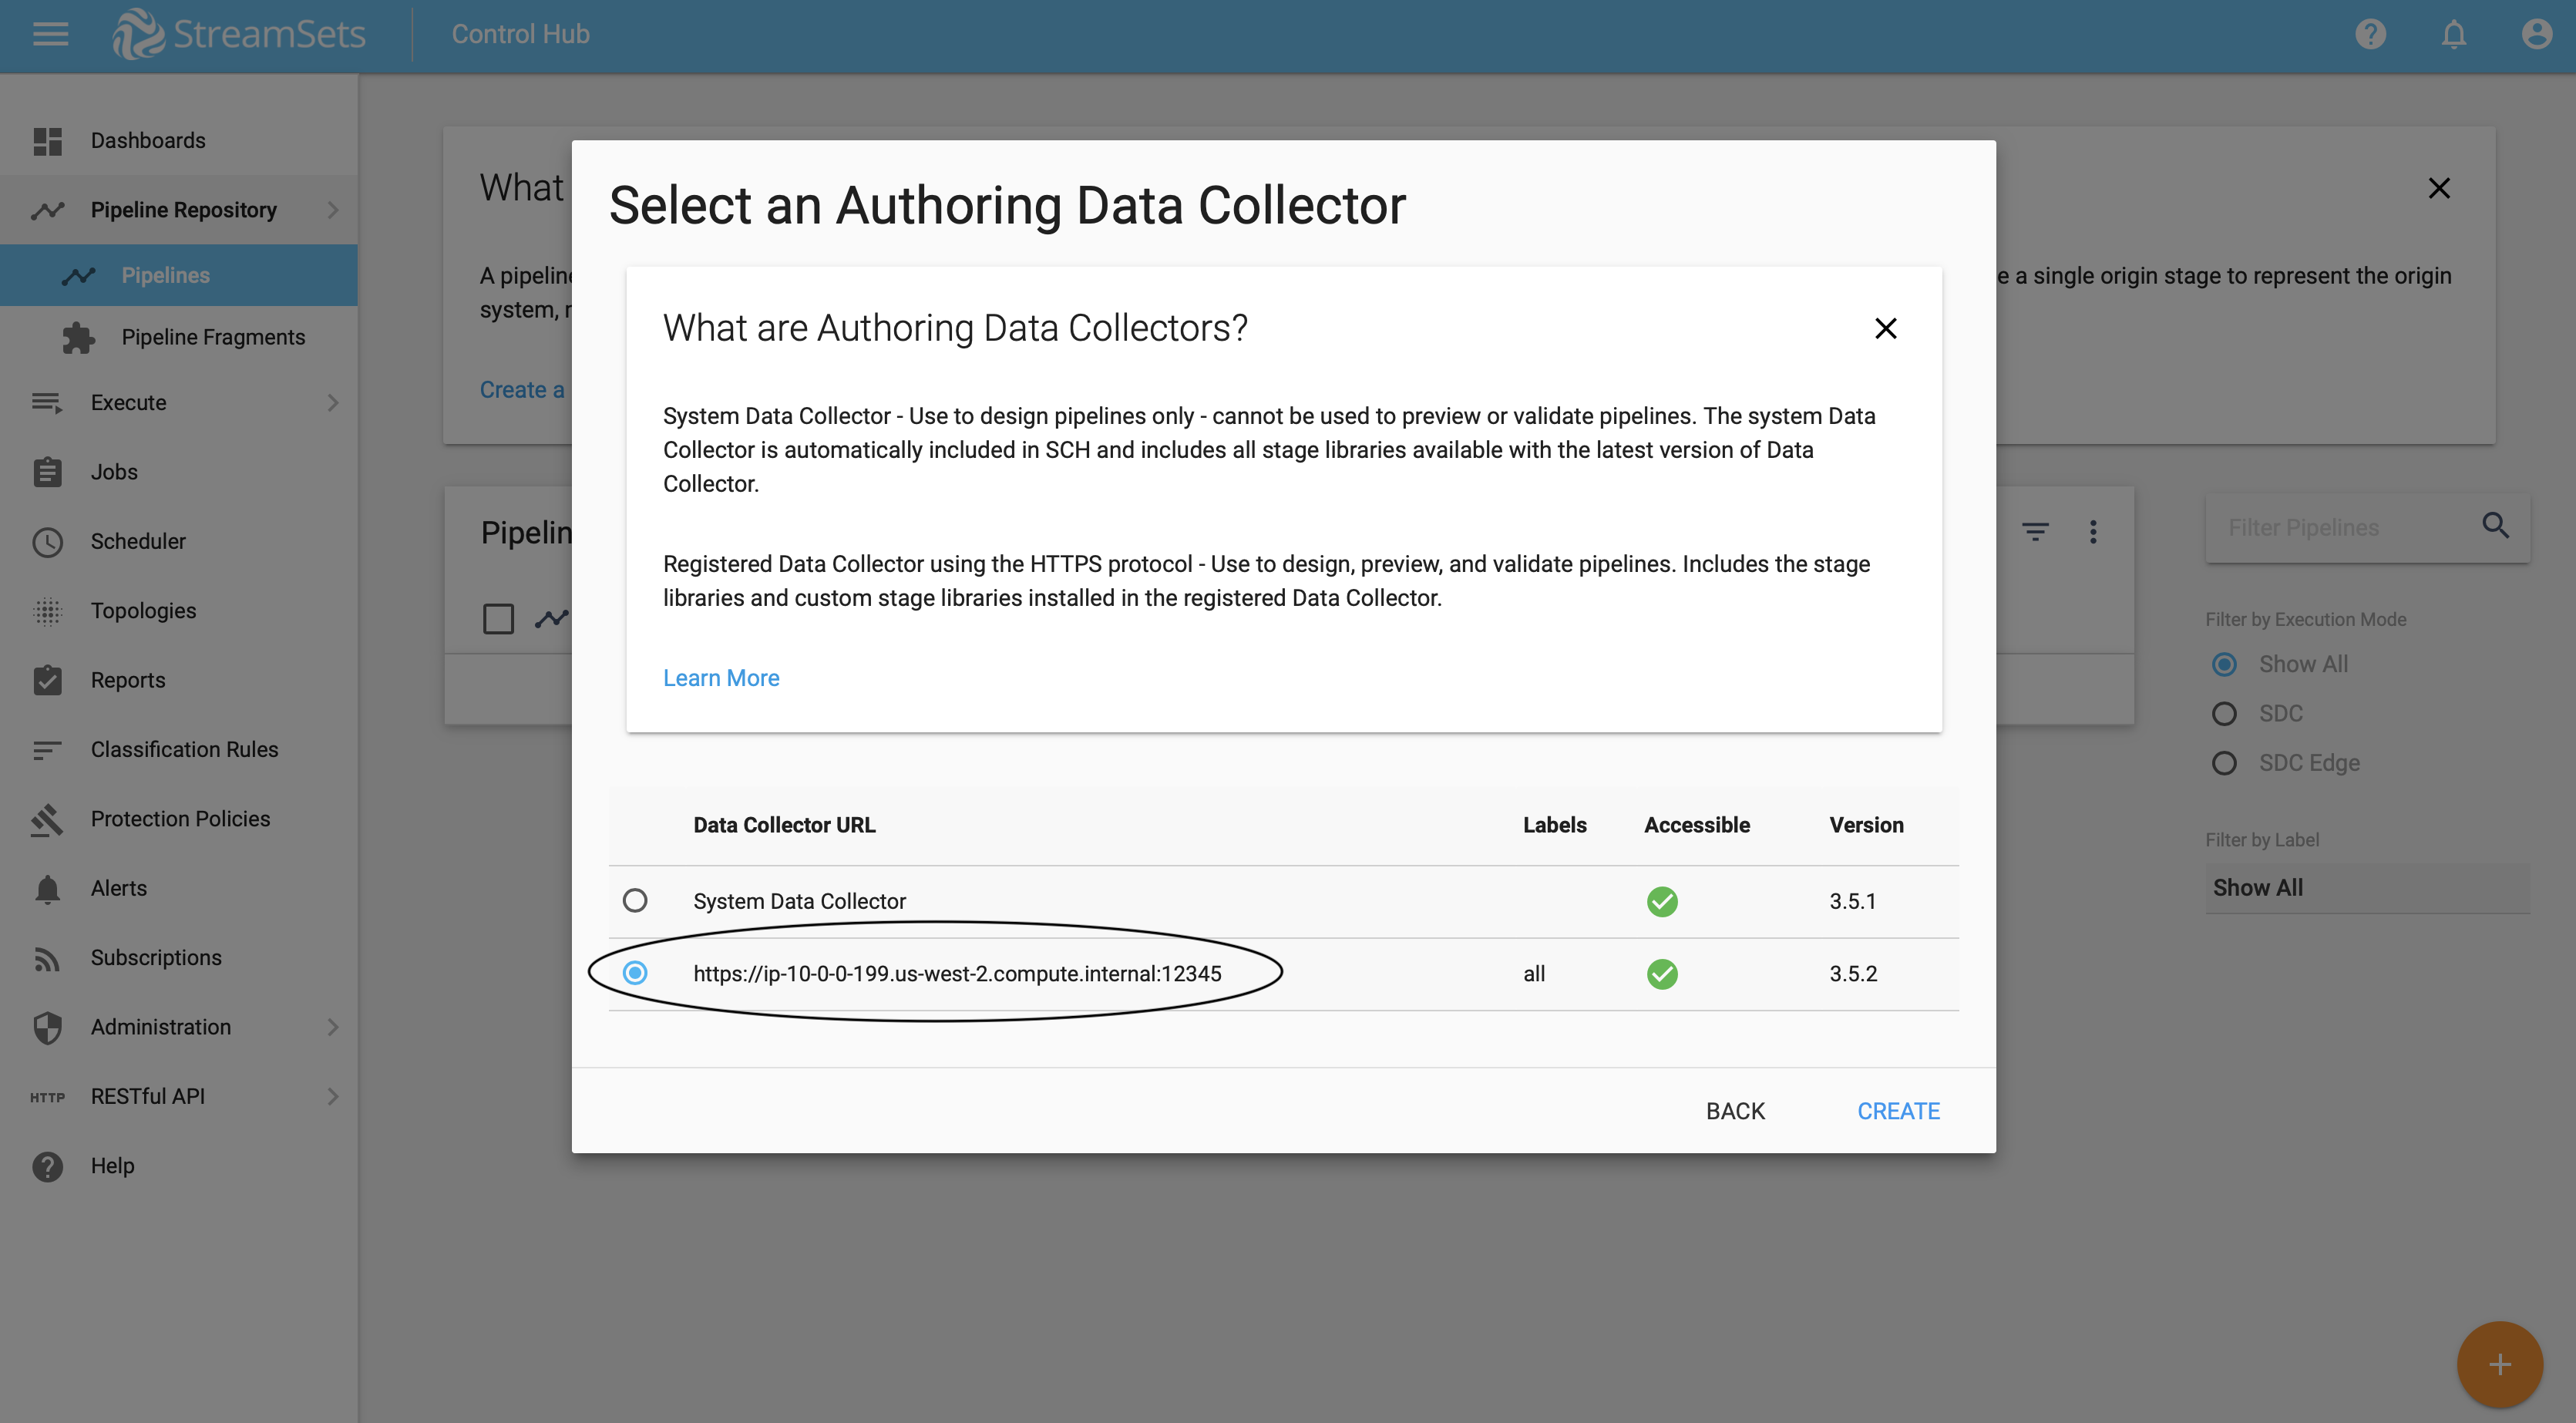 StreamSets
Control Hub
Dashboards
Pipeline Repository
Pipelines
Pipeline Fragments
Execute
Jobs
Scheduler
Topologies
Reports
Classification Rules
Protection Policies
Alerts
Subscriptions
Administration
HTTP RESTful API
Help
What
A pipeline
system,
Create a
e a single origin stage to represent the origin
Select an Authoring Data Collector
What are Authoring Data Collectors?
System Data Collector - Use to design pipelines only - cannot be used to preview or validate pipelines. The system Data
Collector is automatically included in SCH and includes all stage libraries available with the latest version of Data
Collector.
Registered Data Collector using the HTTPS protocol - Use to design, preview, and validate pipelines. Includes the stage
libraries and custom stage libraries installed in the registered Data Collector.
Learn More
Data Collector URL Labels Accessible Version
System Data Collector 3.5.1
https://ip-10-0-0-199.us-west-2.compute.internal:12345 all 3.5.2
BACK CREATE
Pipelin
Filter Pipelines
Filter by Execution Mode
Show All
SDC
SDC Edge
Filter by Label
Show All